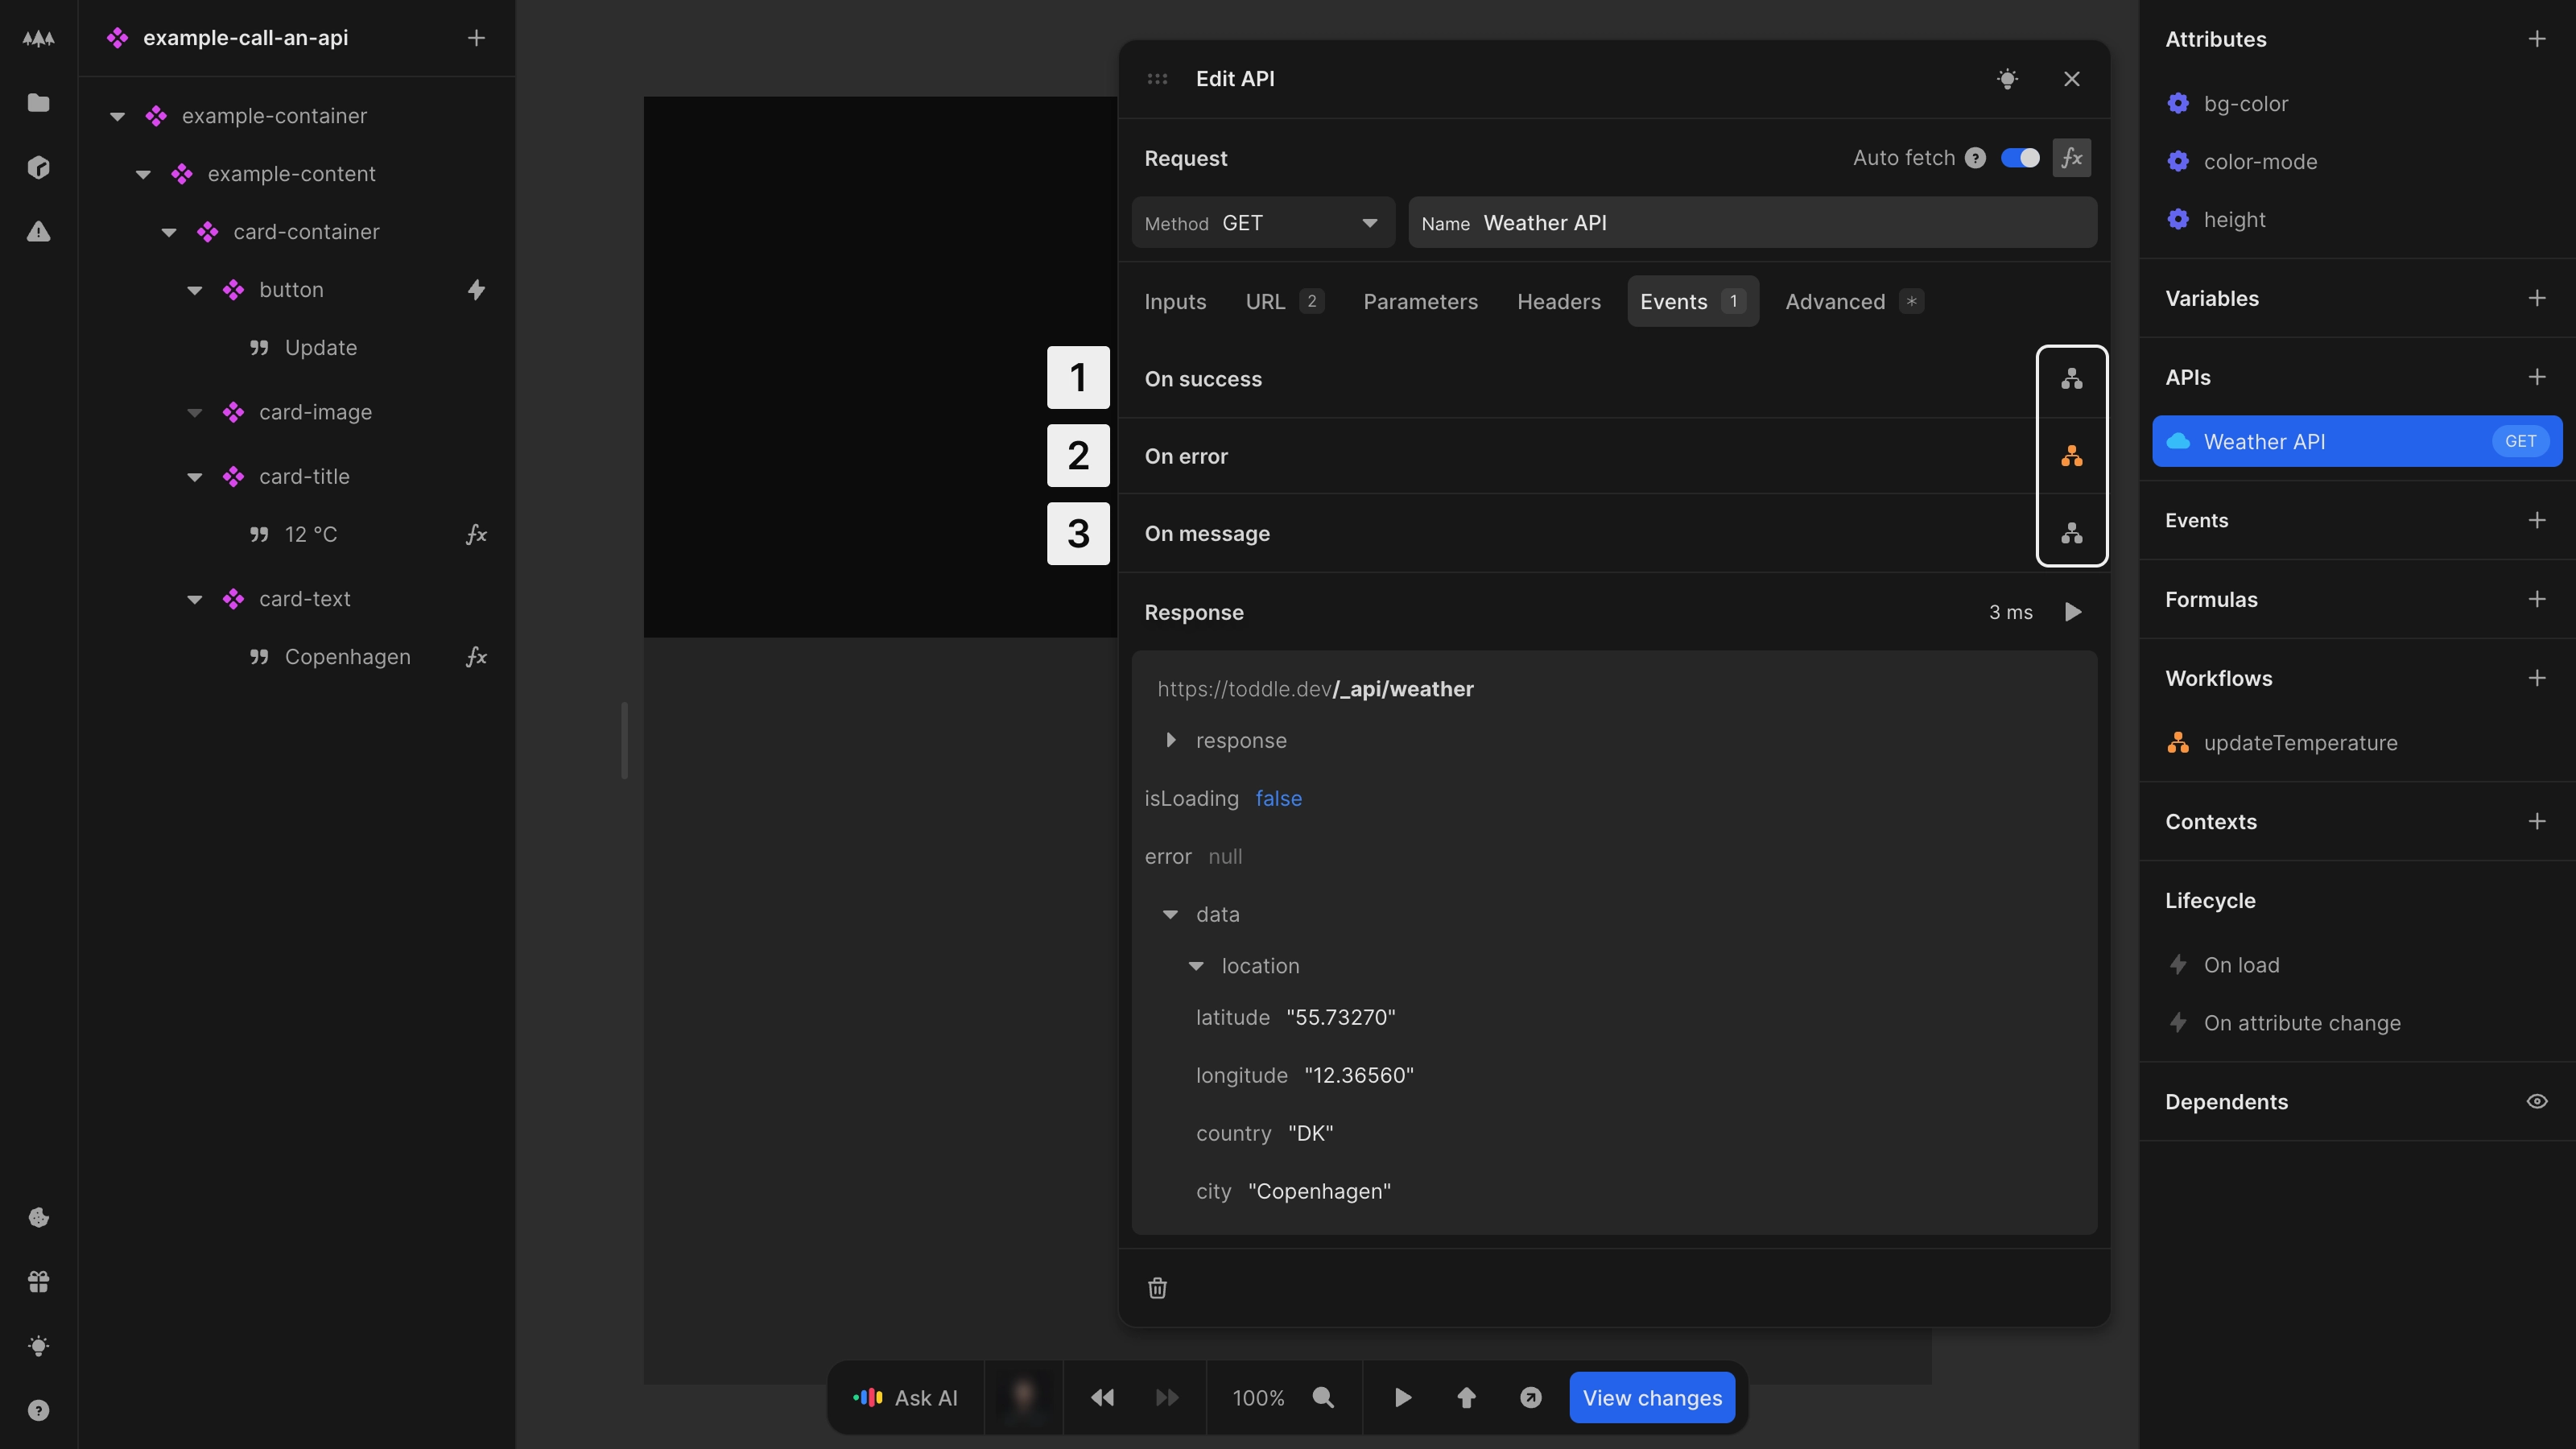 example-call-an-api
example-container
example-content
card-container
button
Update
card-image
card-title
12 °C
fx
card-text
Copenhagen
fx
Edit API
Request
Auto fetch ?
fx
Method GET
Name Weather API
Inputs
URL 2
Parameters
Headers
Events 1
Advanced *
1 On success
2 On error
3 On message
Response
3 ms
https://toddle.dev/_api/weather
response
isLoading false
error null
data
location
latitude "55.73270"
longitude "12.36560"
country "DK"
city "Copenhagen"
Ask AI
100%
View changes
Attributes
bg-color
color-mode
height
Variables
APIs
Weather API GET
Events
Formulas
Workflows
updateTemperature
Contexts
Lifecycle
On load
On attribute change
Dependents